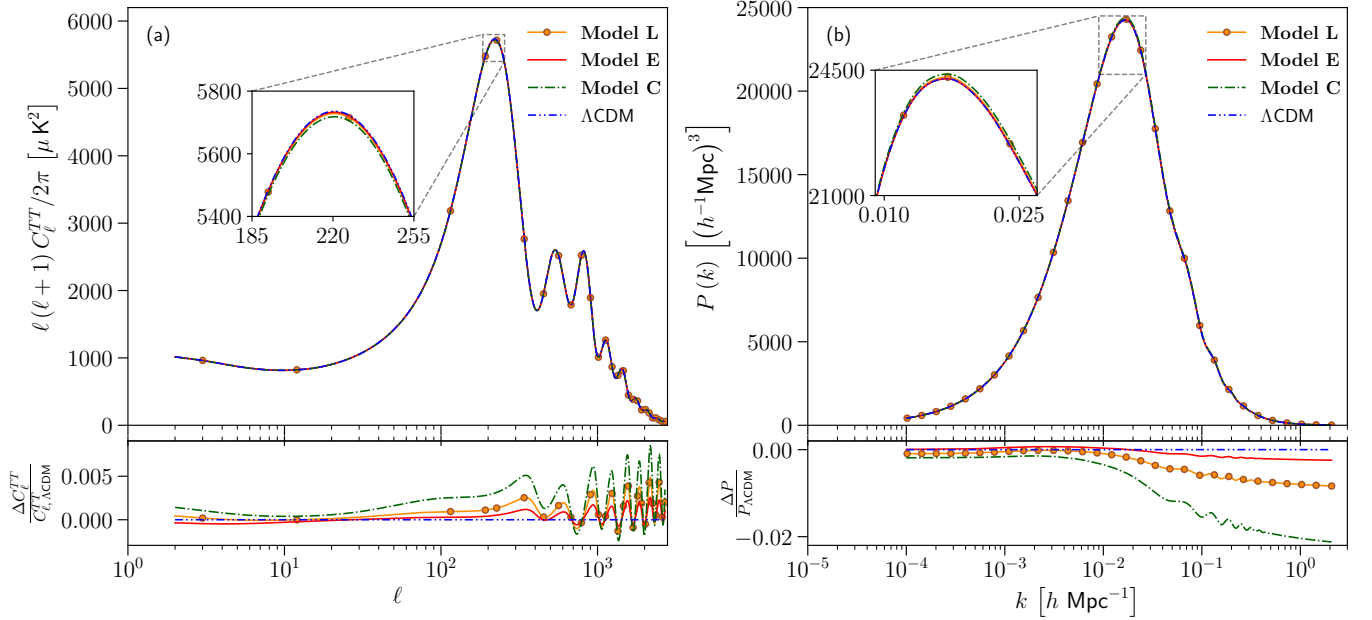 (a)
Model L
Model E
Model C
ΛCDM
ℓ(ℓ + 1) C_ℓ^{TT}/2π [μ K²]
6000
5000
4000
3000
2000
1000
0
5800
5600
5400
185 220 255
ΔC_ℓ^{TT} / C_{ℓ,ΛCDM}^{TT}
0.005
0.000
10⁰ 10¹ 10² 10³
ℓ
(b)
Model L
Model E
Model C
ΛCDM
P(k) [(h⁻¹Mpc)³]
25000
20000
15000
10000
5000
0
24500
21000
0.010 0.025
ΔP / P_{ΛCDM}
0.00
−0.02
10⁻⁵ 10⁻⁴ 10⁻³ 10⁻² 10⁻¹ 10⁰
k [h Mpc⁻¹]